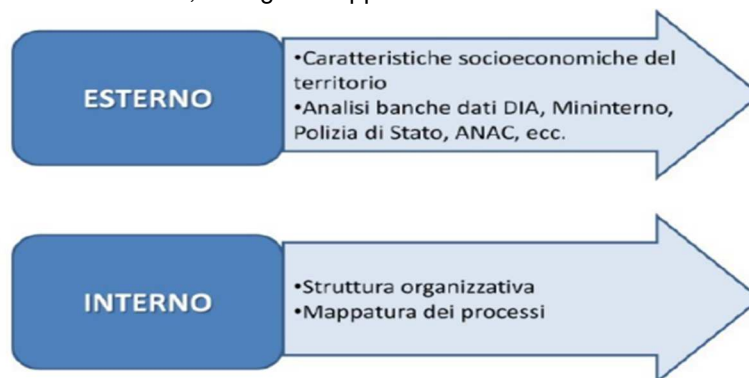 ESTERNO
•Caratteristiche socioeconomiche del
territorio
•Analisi banche dati DIA, Mininterno,
Polizia di Stato, ANAC, ecc.
INTERNO
•Struttura organizzativa
•Mappatura dei processi